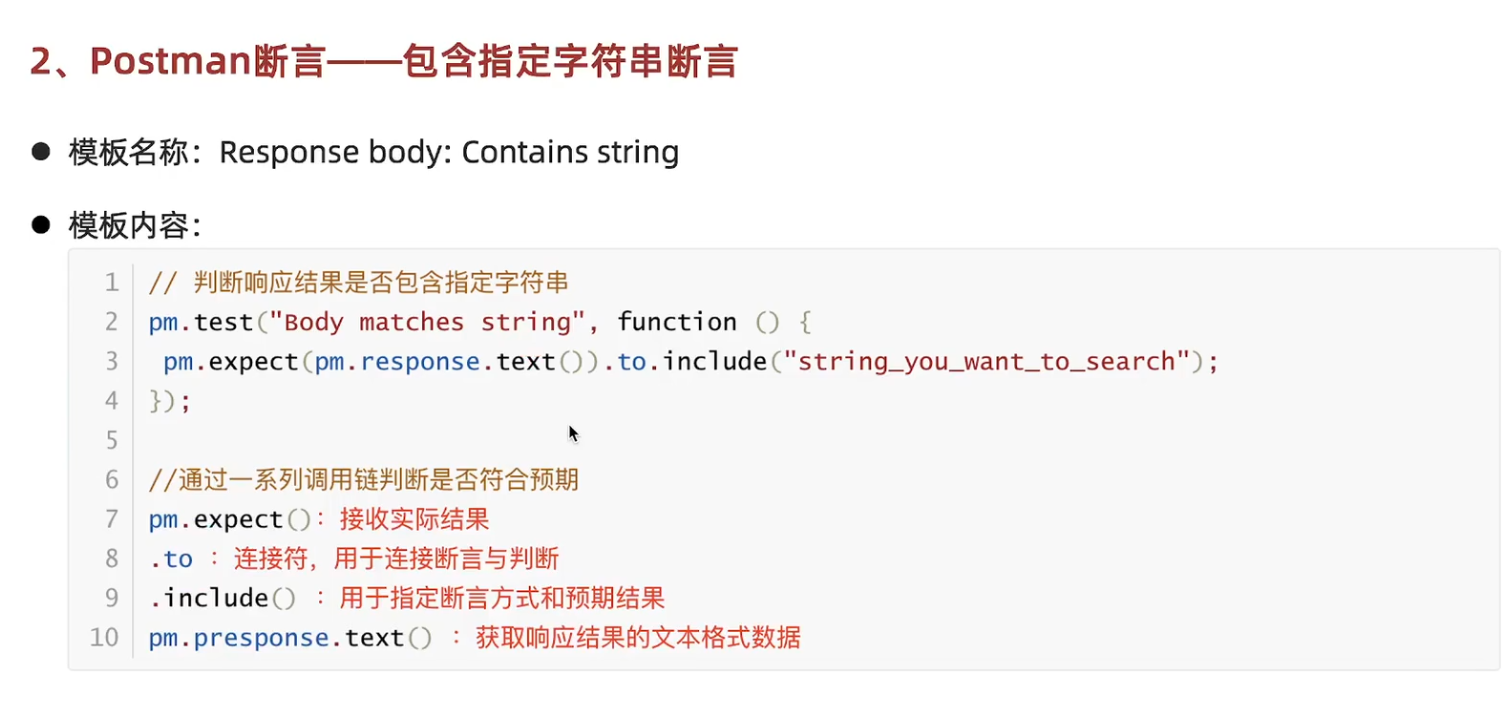 2、Postman断言——包含指定字符串断言
● 模板名称：Response body: Contains string
● 模板内容：
1 // 判断响应结果是否包含指定字符串
2 pm.test("Body matches string", function () {
3 pm.expect(pm.response.text()).to.include("string_you_want_to_search");
4 });
5
6 //通过一系列调用链判断是否符合预期
7 pm.expect()：接收实际结果
8 .to ：连接符，用于连接断言与判断
9 .include() ：用于指定断言方式和预期结果
10 pm.presponse.text() ：获取响应结果的文本格式数据